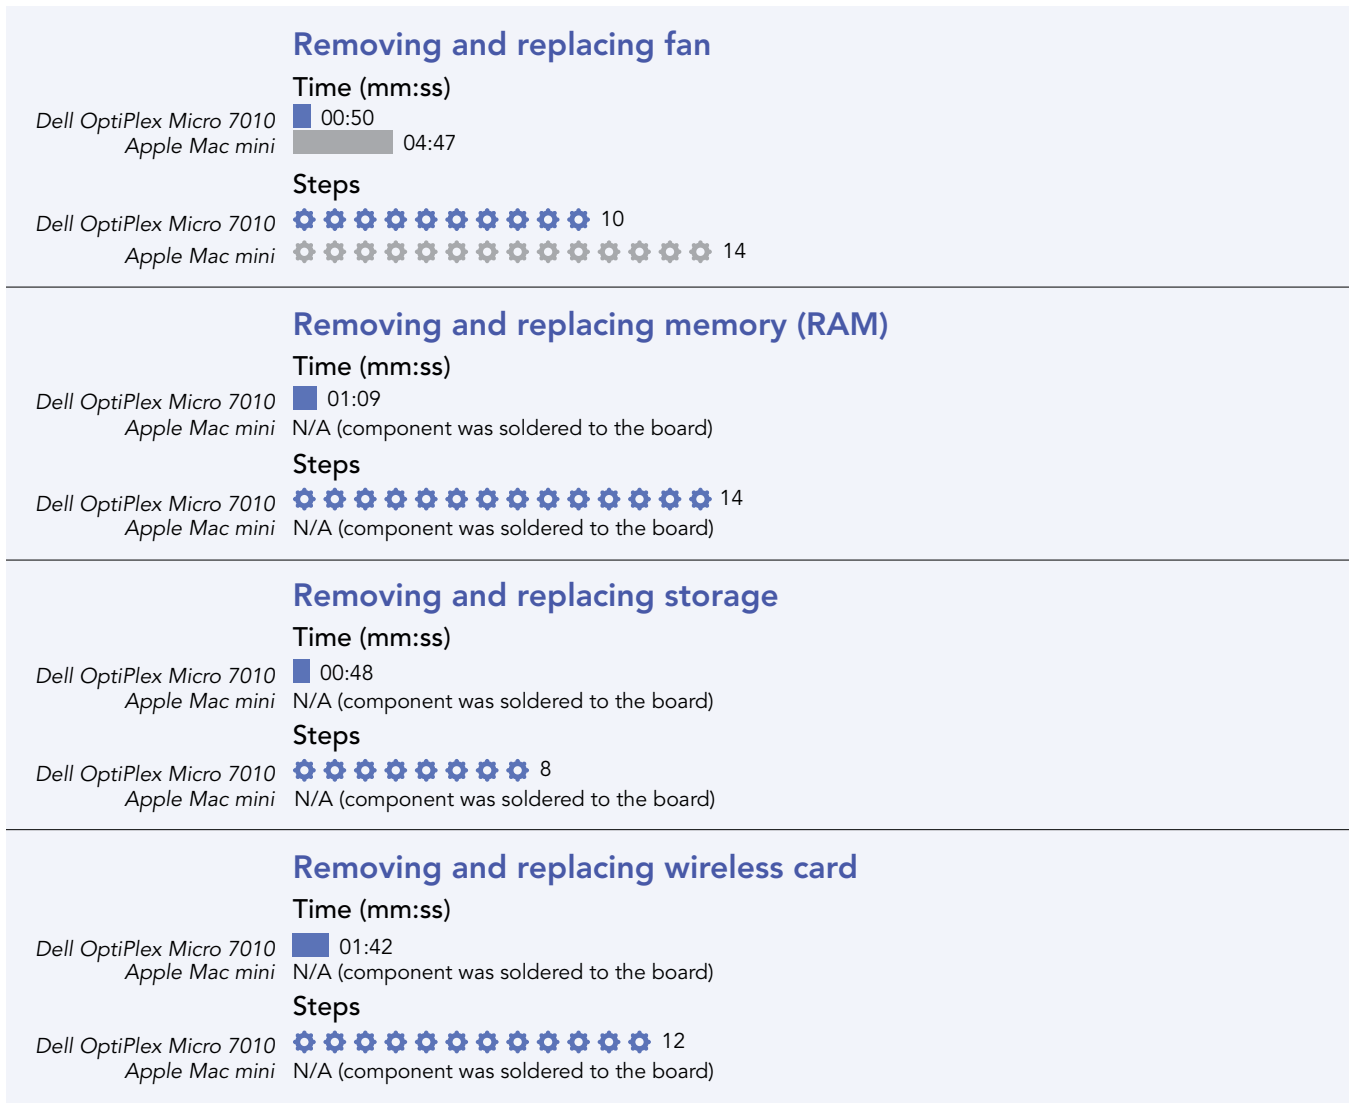 Removing and replacing fan
Time (mm:ss)
Dell OptiPlex Micro 7010 00:50
Apple Mac mini 04:47
Steps
Dell OptiPlex Micro 7010 10
Apple Mac mini 14
Removing and replacing memory (RAM)
Time (mm:ss)
Dell OptiPlex Micro 7010 01:09
Apple Mac mini N/A (component was soldered to the board)
Steps
Dell OptiPlex Micro 7010 14
Apple Mac mini N/A (component was soldered to the board)
Removing and replacing storage
Time (mm:ss)
Dell OptiPlex Micro 7010 00:48
Apple Mac mini N/A (component was soldered to the board)
Steps
Dell OptiPlex Micro 7010 8
Apple Mac mini N/A (component was soldered to the board)
Removing and replacing wireless card
Time (mm:ss)
Dell OptiPlex Micro 7010 01:42
Apple Mac mini N/A (component was soldered to the board)
Steps
Dell OptiPlex Micro 7010 12
Apple Mac mini N/A (component was soldered to the board)